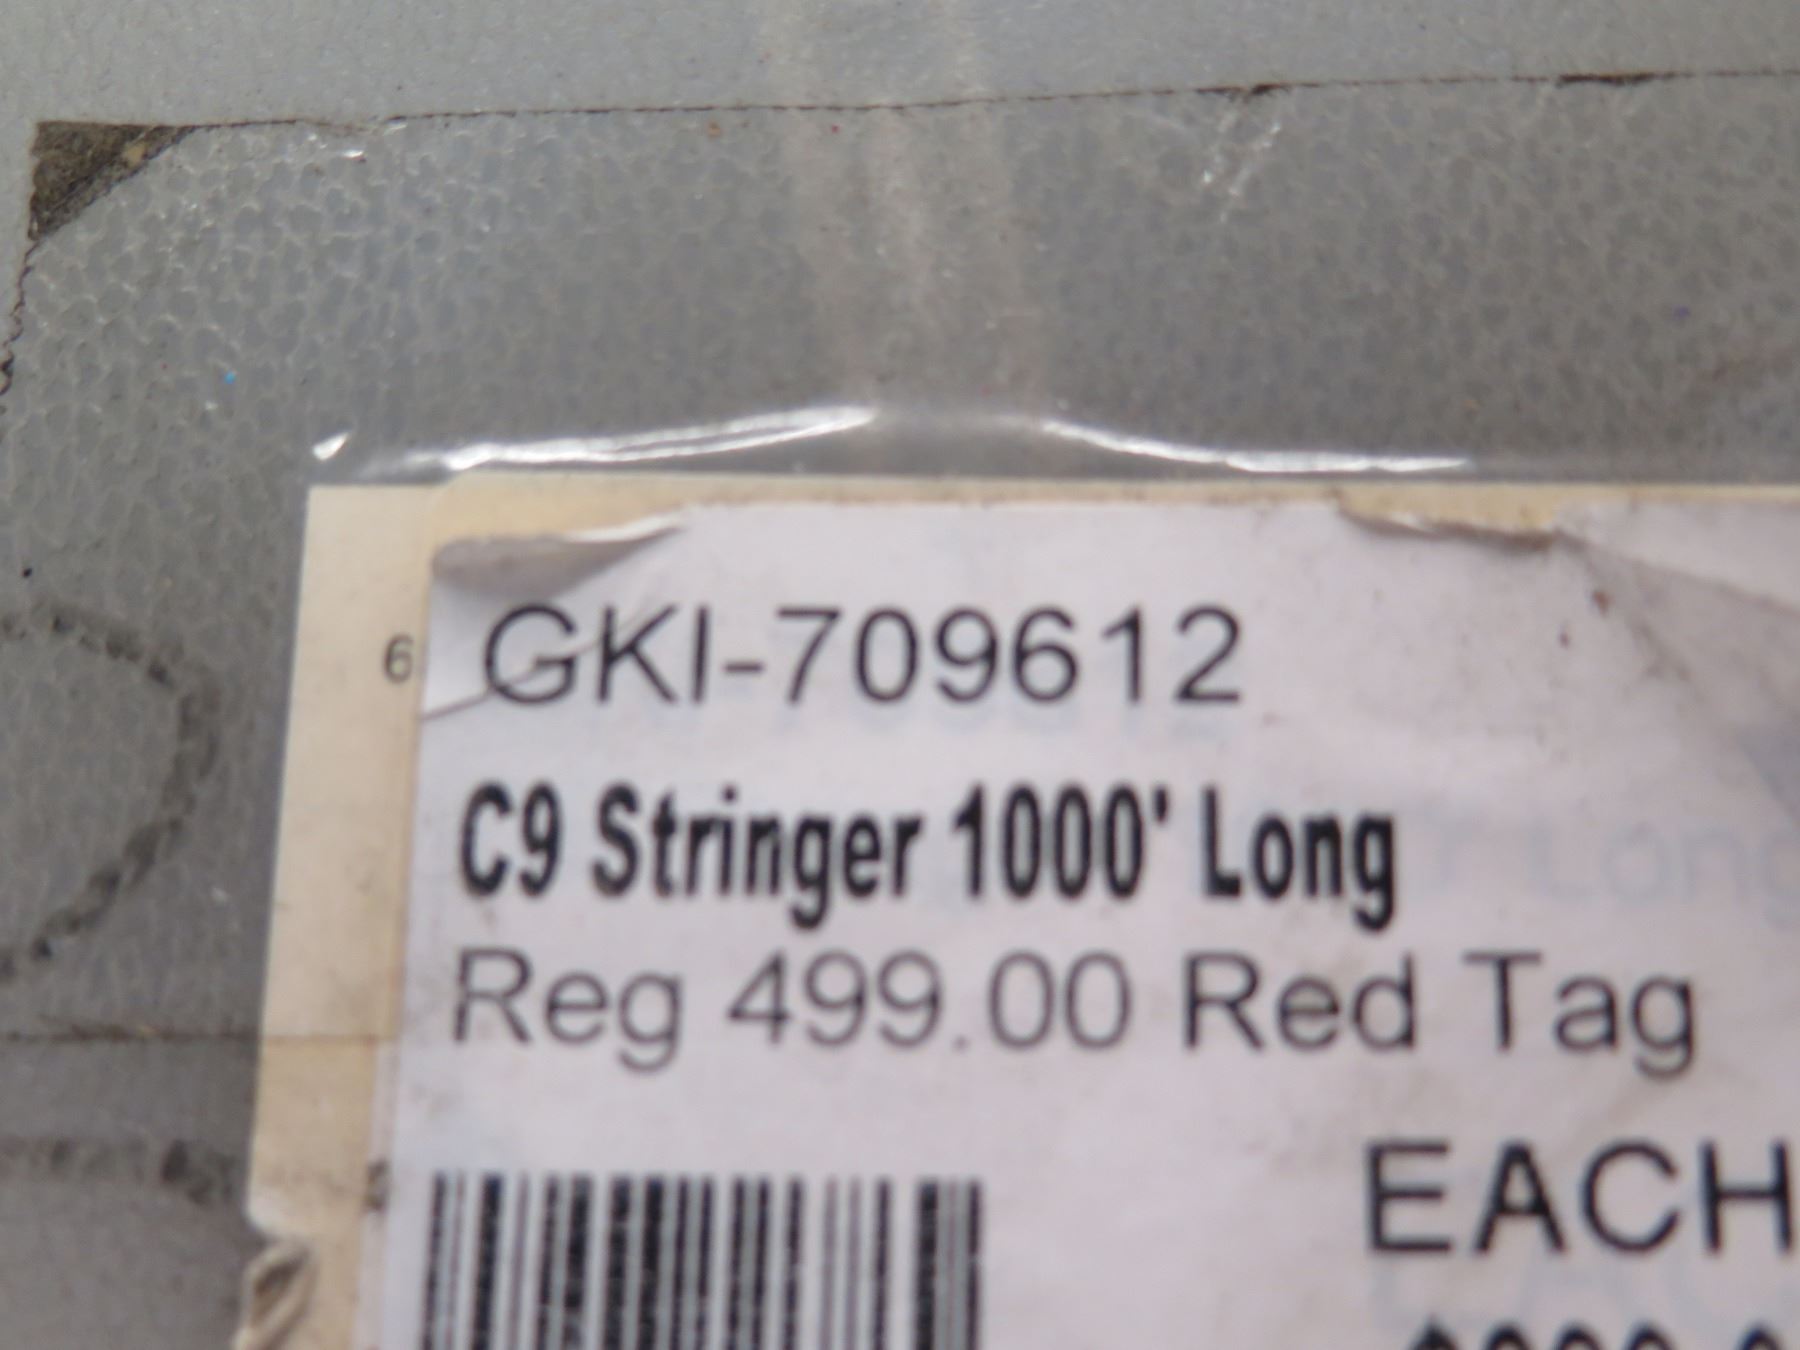 GKI-709612
6
C9 Stringer 1000' Long
Reg 499.00 Red Tag
EACH